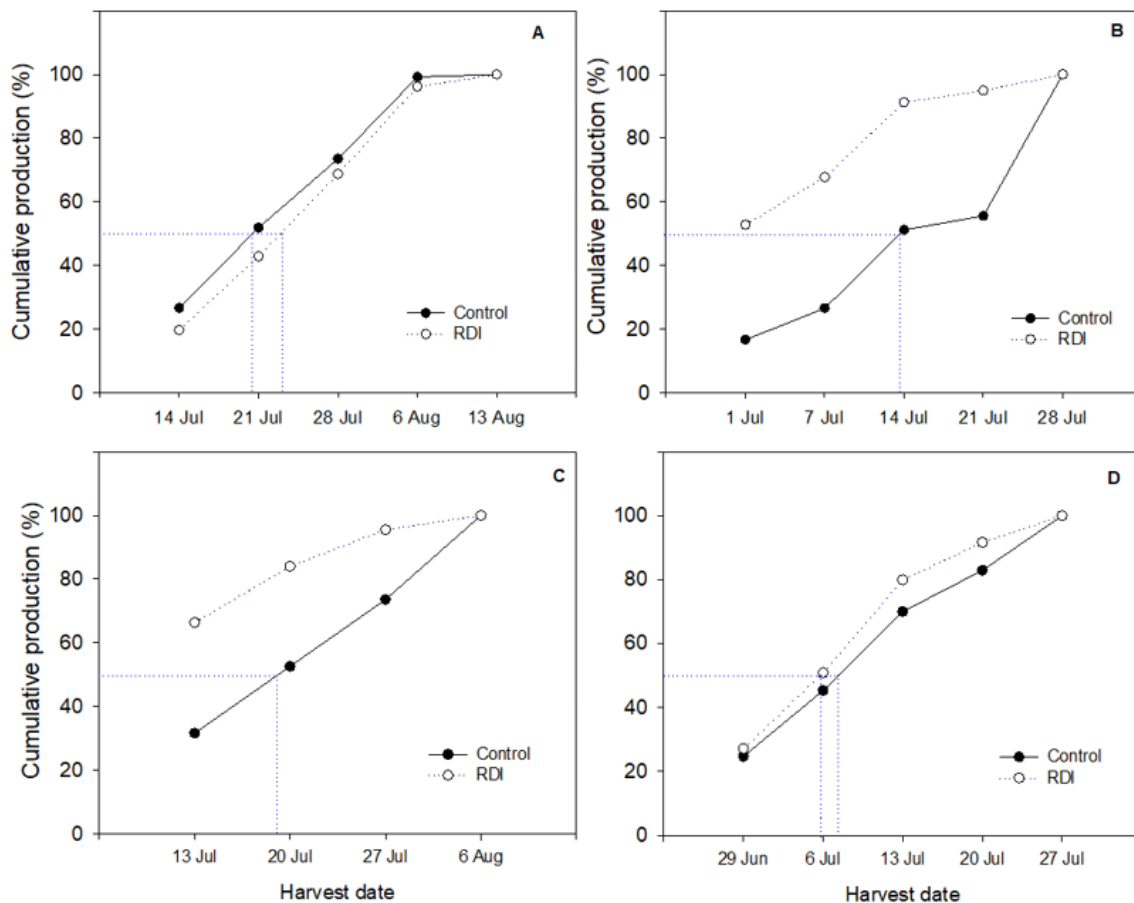 A
Cumulative production (%)
100
80
60
40
20
0
Control
RDI
14 Jul 21 Jul 28 Jul 6 Aug 13 Aug
B
Cumulative production (%)
100
80
60
40
20
0
Control
RDI
1 Jul 7 Jul 14 Jul 21 Jul 28 Jul
C
Cumulative production (%)
100
80
60
40
20
0
Control
RDI
13 Jul 20 Jul 27 Jul 6 Aug
Harvest date
D
100
80
60
40
20
0
Control
RDI
29 Jun 6 Jul 13 Jul 20 Jul 27 Jul
Harvest date